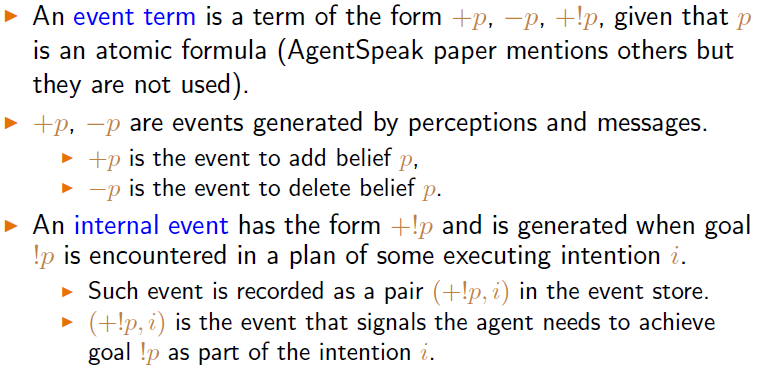 ▶ An event term is a term of the form +p, −p, +!p, given that p
is an atomic formula (AgentSpeak paper mentions others but
they are not used).
▶ +p, −p are events generated by perceptions and messages.
▶ +p is the event to add belief p,
▶ −p is the event to delete belief p.
▶ An internal event has the form +!p and is generated when goal
!p is encountered in a plan of some executing intention i.
▶ Such event is recorded as a pair (+!p, i) in the event store.
▶ (+!p, i) is the event that signals the agent needs to achieve
goal !p as part of the intention i.